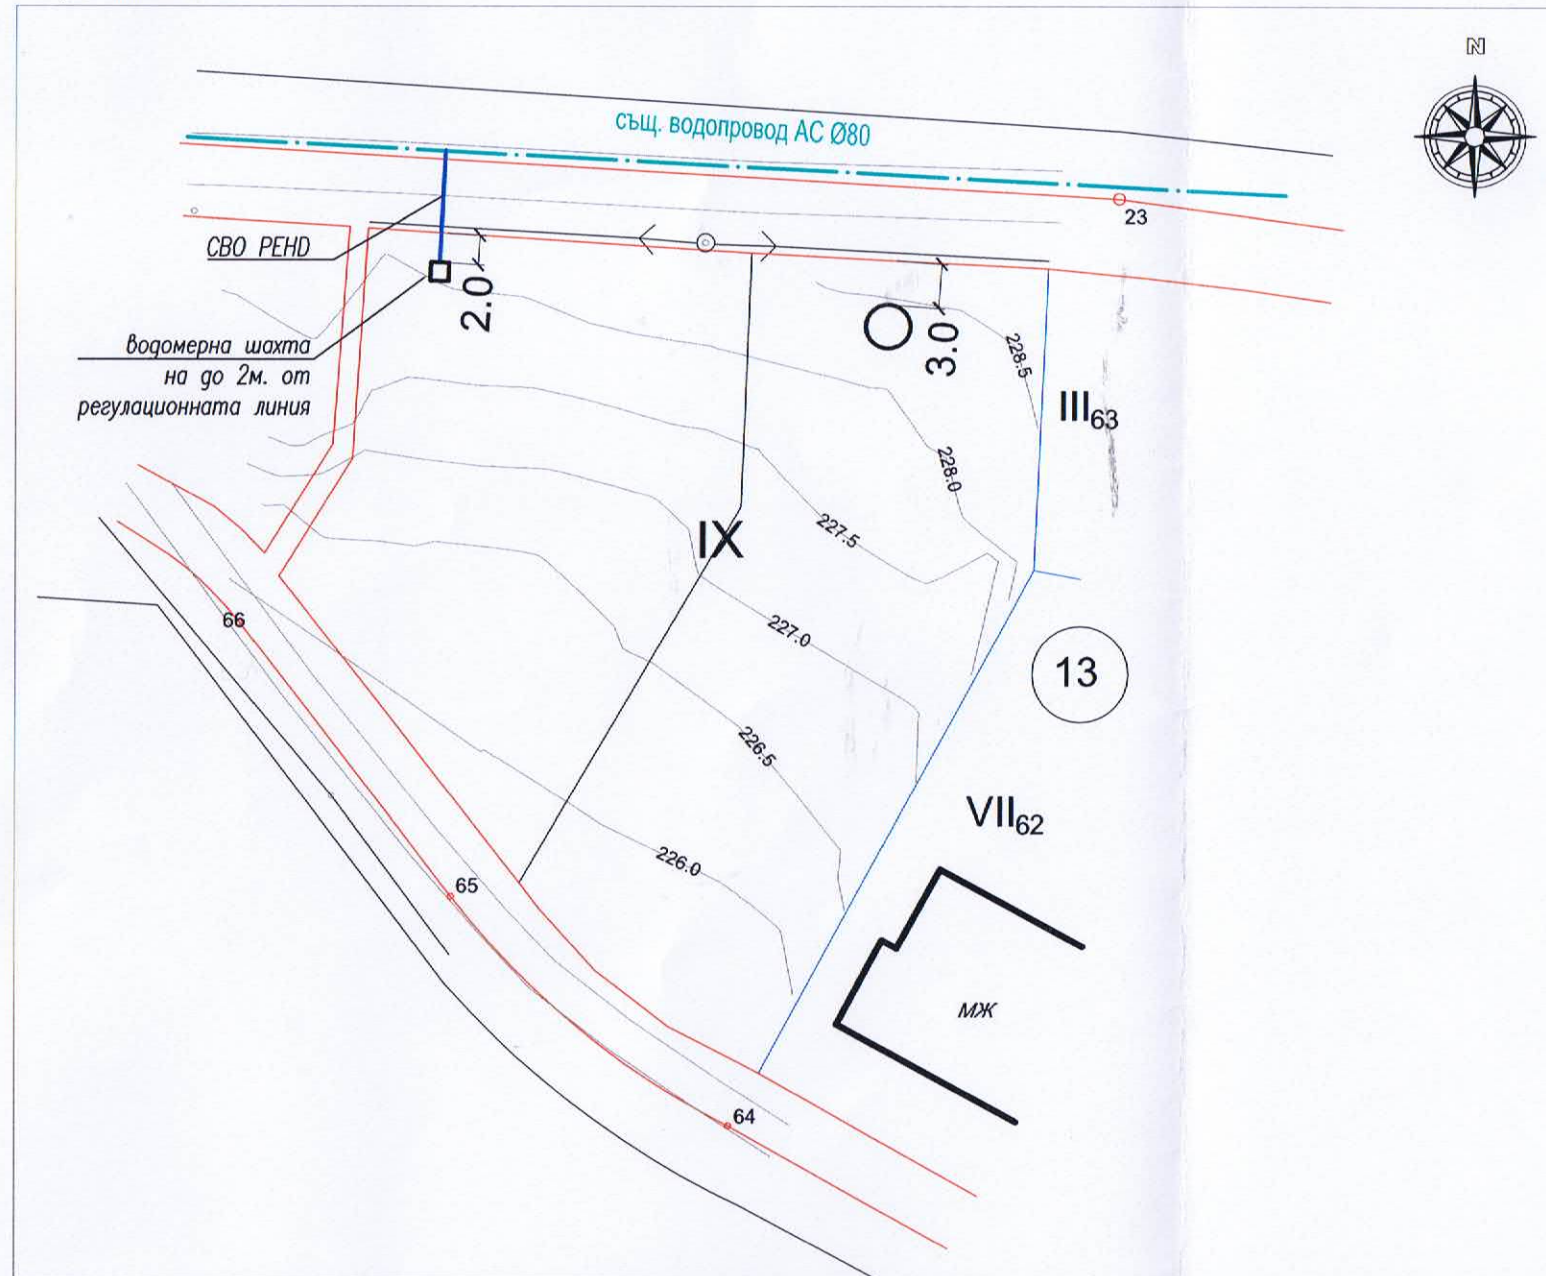 N
същ. водопровод АС Ø80
23
СВО PEHD
2.0
3.0
228.5
водомерна шахта
на до 2м. от
регулационната линия
III63
228.0
227.5
IX
66
227.0
13
226.5
VII62
226.0
65
МЖ
64